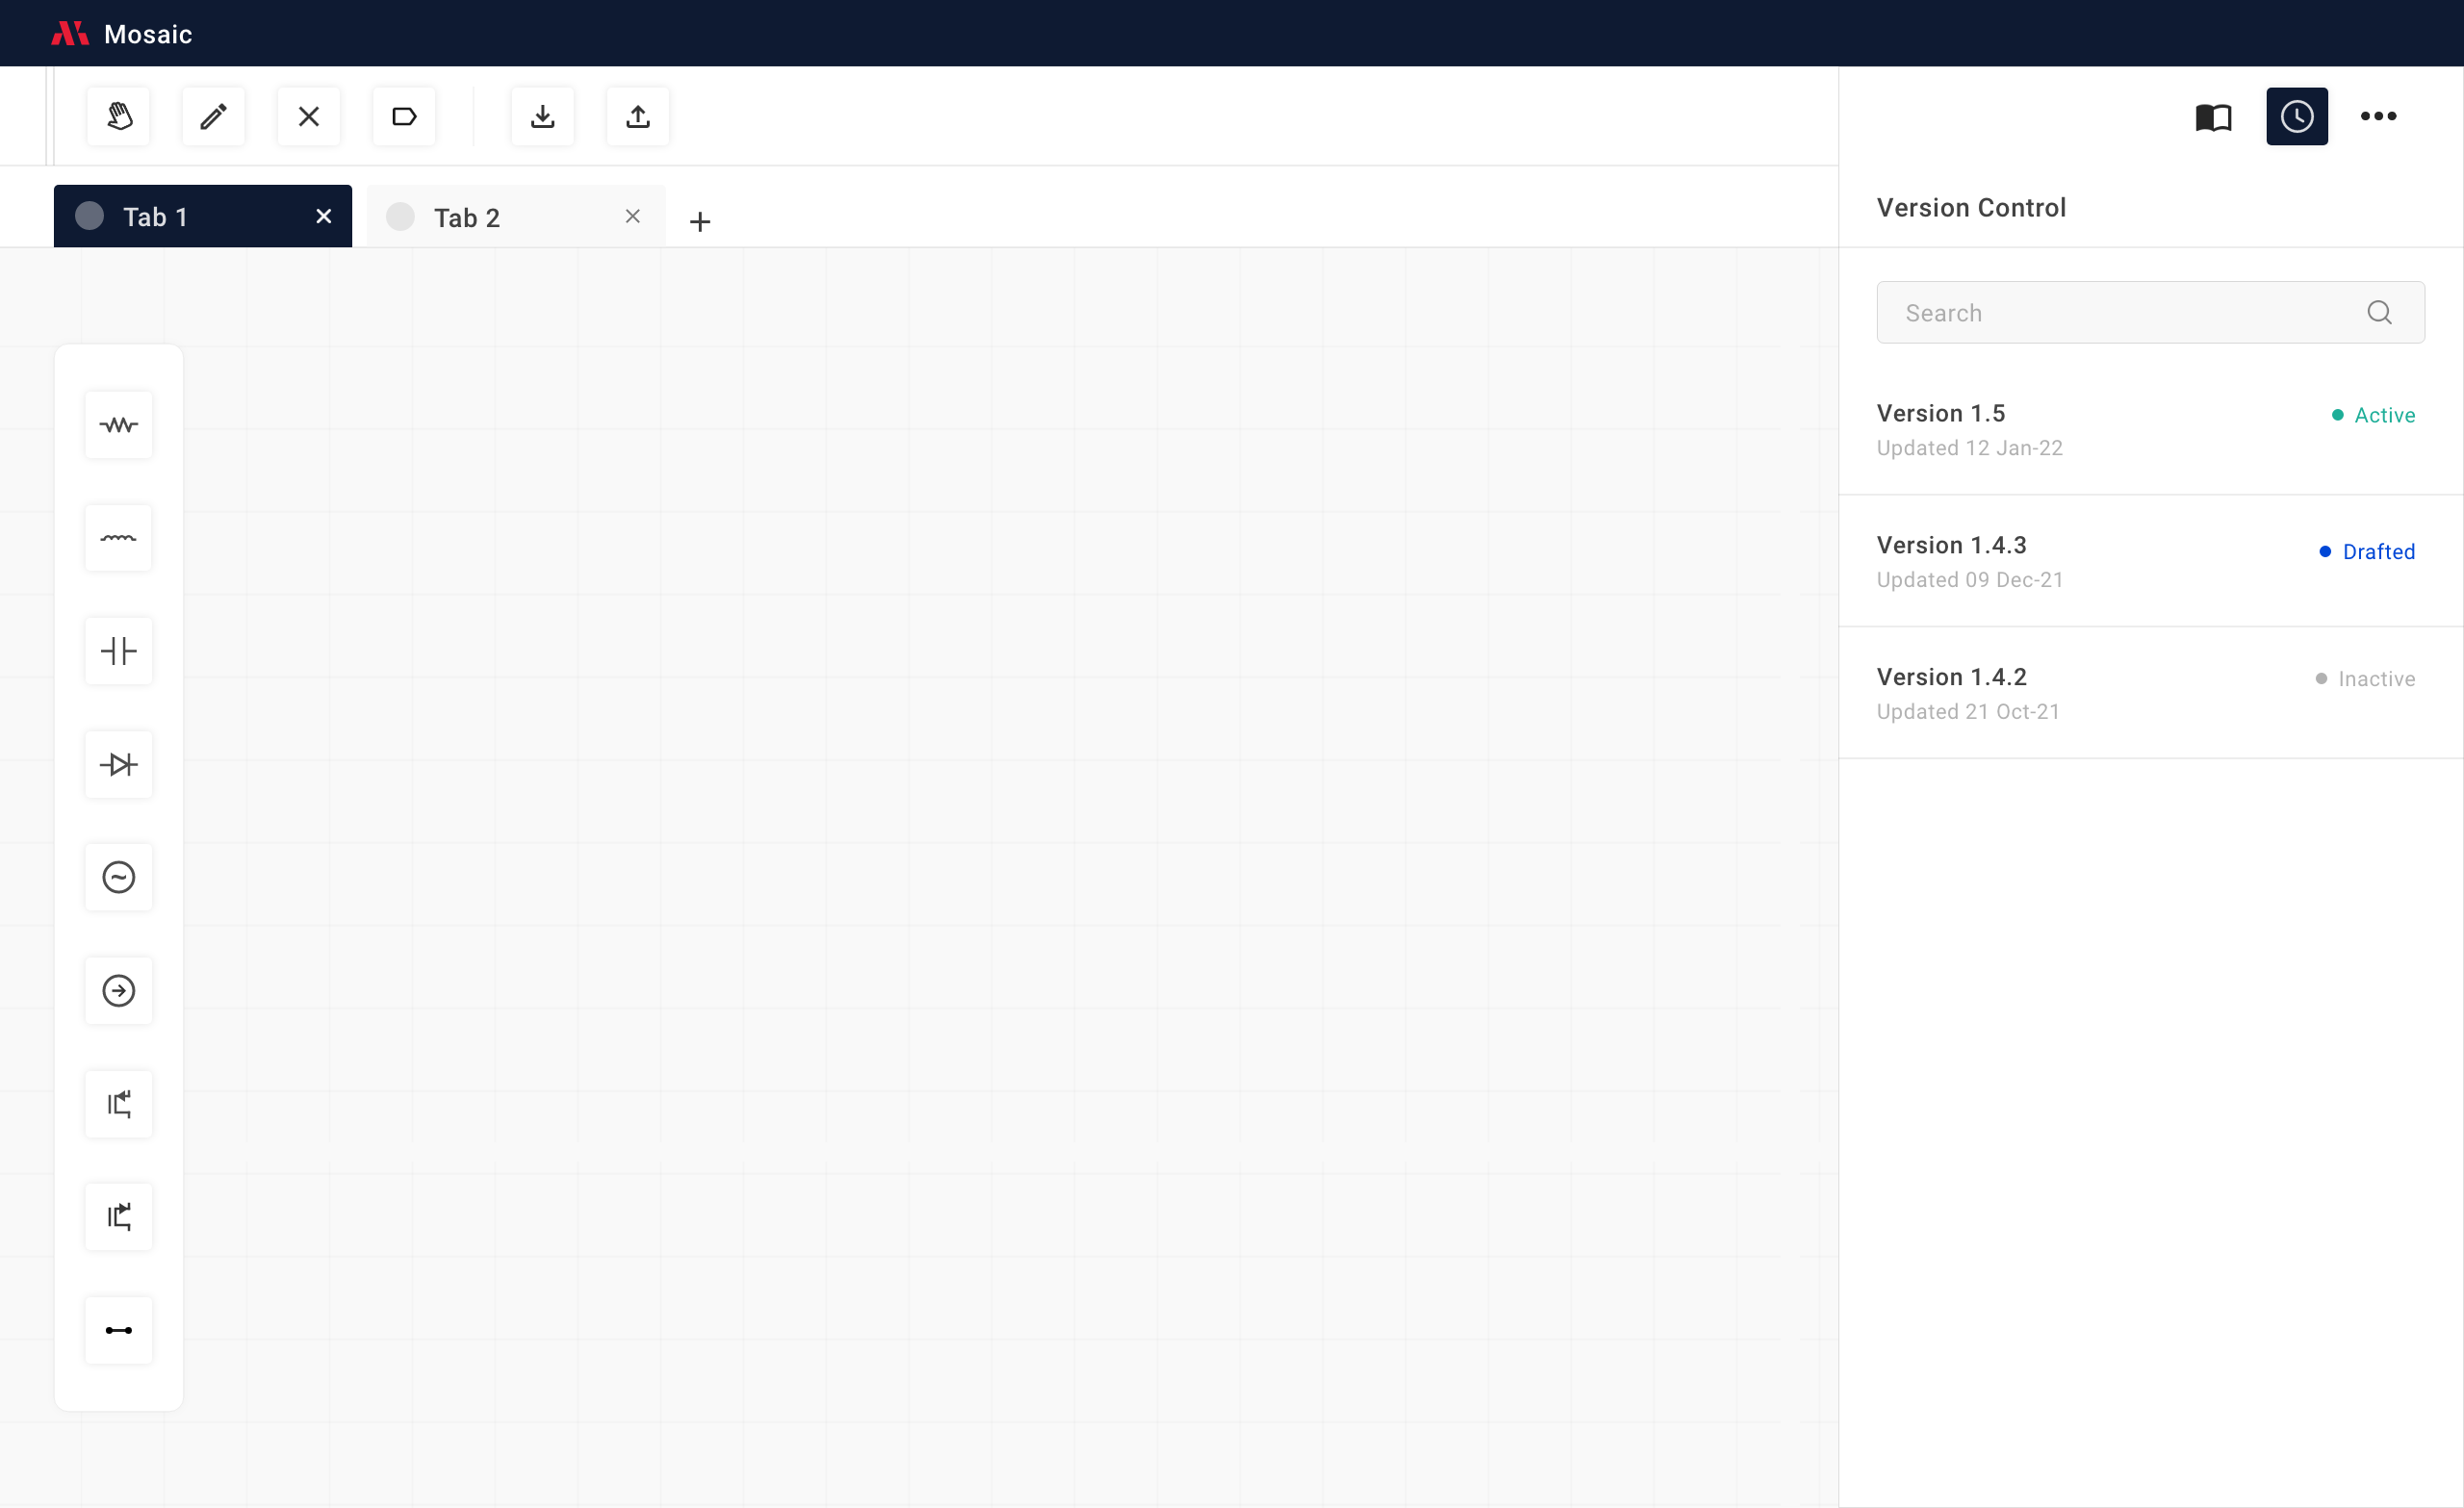 Mosaic
Tab 1
Tab 2
Version Control
Search
Version 1.5
Active
Updated 12 Jan-22
Version 1.4.3
Drafted
Updated 09 Dec-21
Version 1.4.2
Inactive
Updated 21 Oct-21